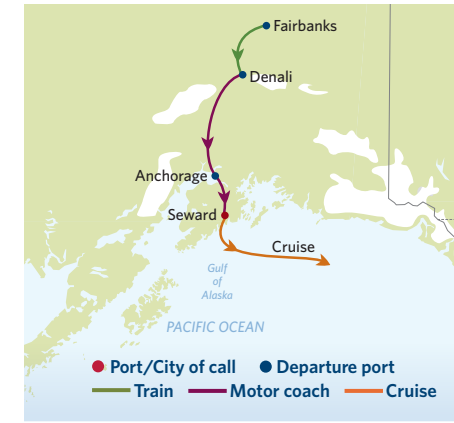 Fairbanks
Denali
Anchorage
Seward
Cruise
Gulf
of
Alaska
PACIFIC OCEAN
Port/City of call Departure port
Train Motor coach Cruise